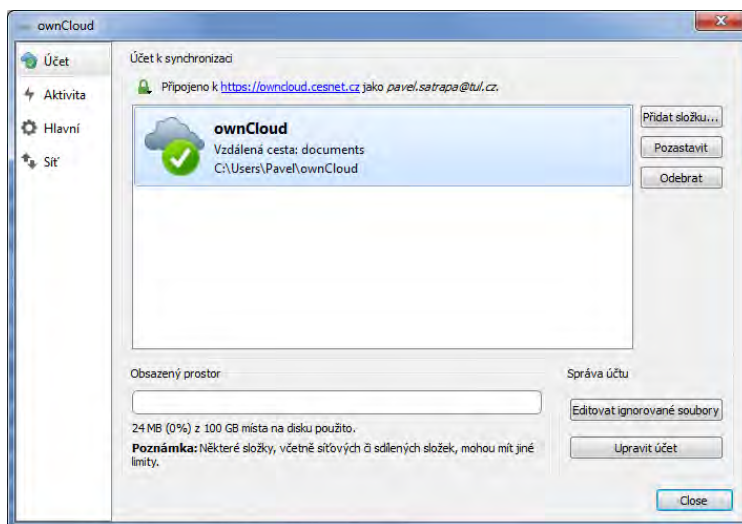 ownCloud
Účet
Aktivita
Hlavní
Síť
Účet k synchronizaci
Připojeno k https://owncloud.cesnet.cz jako pavel.satrapa@tul.cz.
ownCloud
Vzdálená cesta: documents
C:\Users\Pavel\ownCloud
Přidat složku...
Pozastavit
Odebrat
Obsazený prostor
24 MB (0%) z 100 GB místa na disku použito.
Poznámka: Některé složky, včetně síťových či sdílených složek, mohou mít jiné
limity.
Správa účtu
Editovat ignorované soubory
Upravit účet
Close